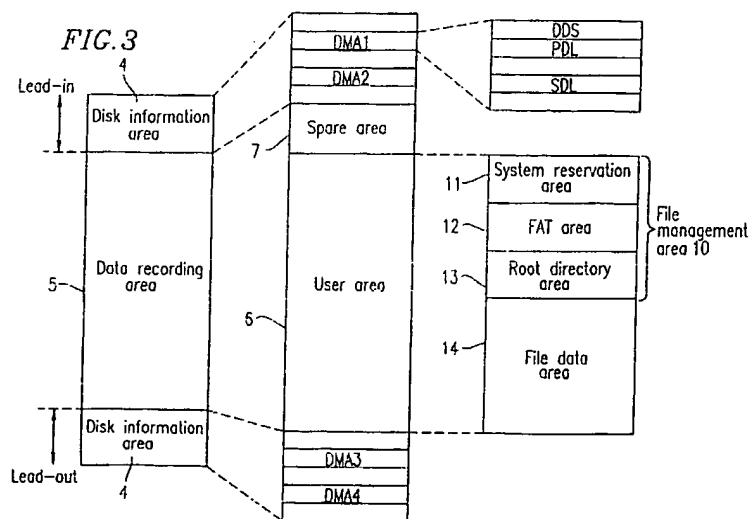 FIG.3
Lead-in
4
Disk information
area
5
Data recording
area
Disk information
area
4
Lead-out
DMA1
DMA2
Spare area
7
User area
6
DMA3
DMA4
DDS
PDL
SDL
11
System reservation
area
12
FAT area
13
Root directory
area
14
File data
area
File
management
area 10